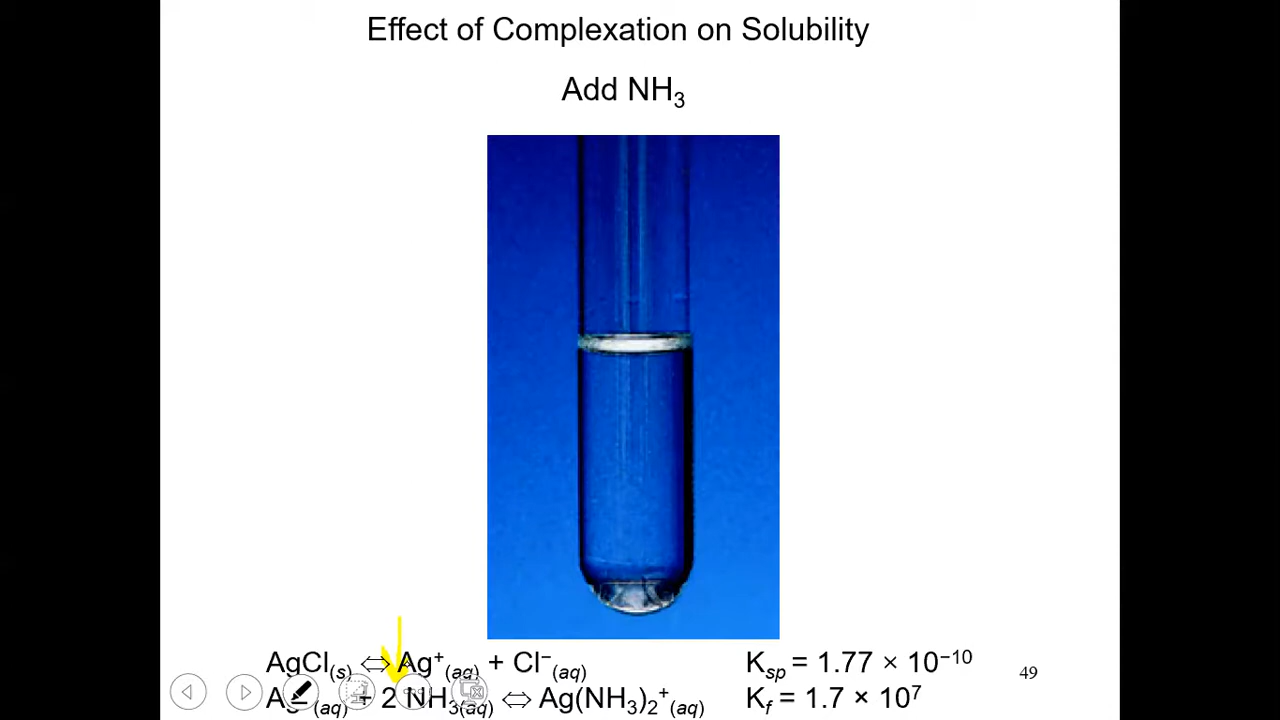 Effect of Complexation on Solubility
Add NH₃
AgCl₍s₎ ⇔ Ag⁺₍aq₎ + Cl⁻₍aq₎ Ksp = 1.77 × 10⁻¹⁰
49
Ag⁺₍aq₎ + 2 NH₃₍aq₎ ⇔ Ag(NH₃)₂⁺₍aq₎ Kf = 1.7 × 10⁷